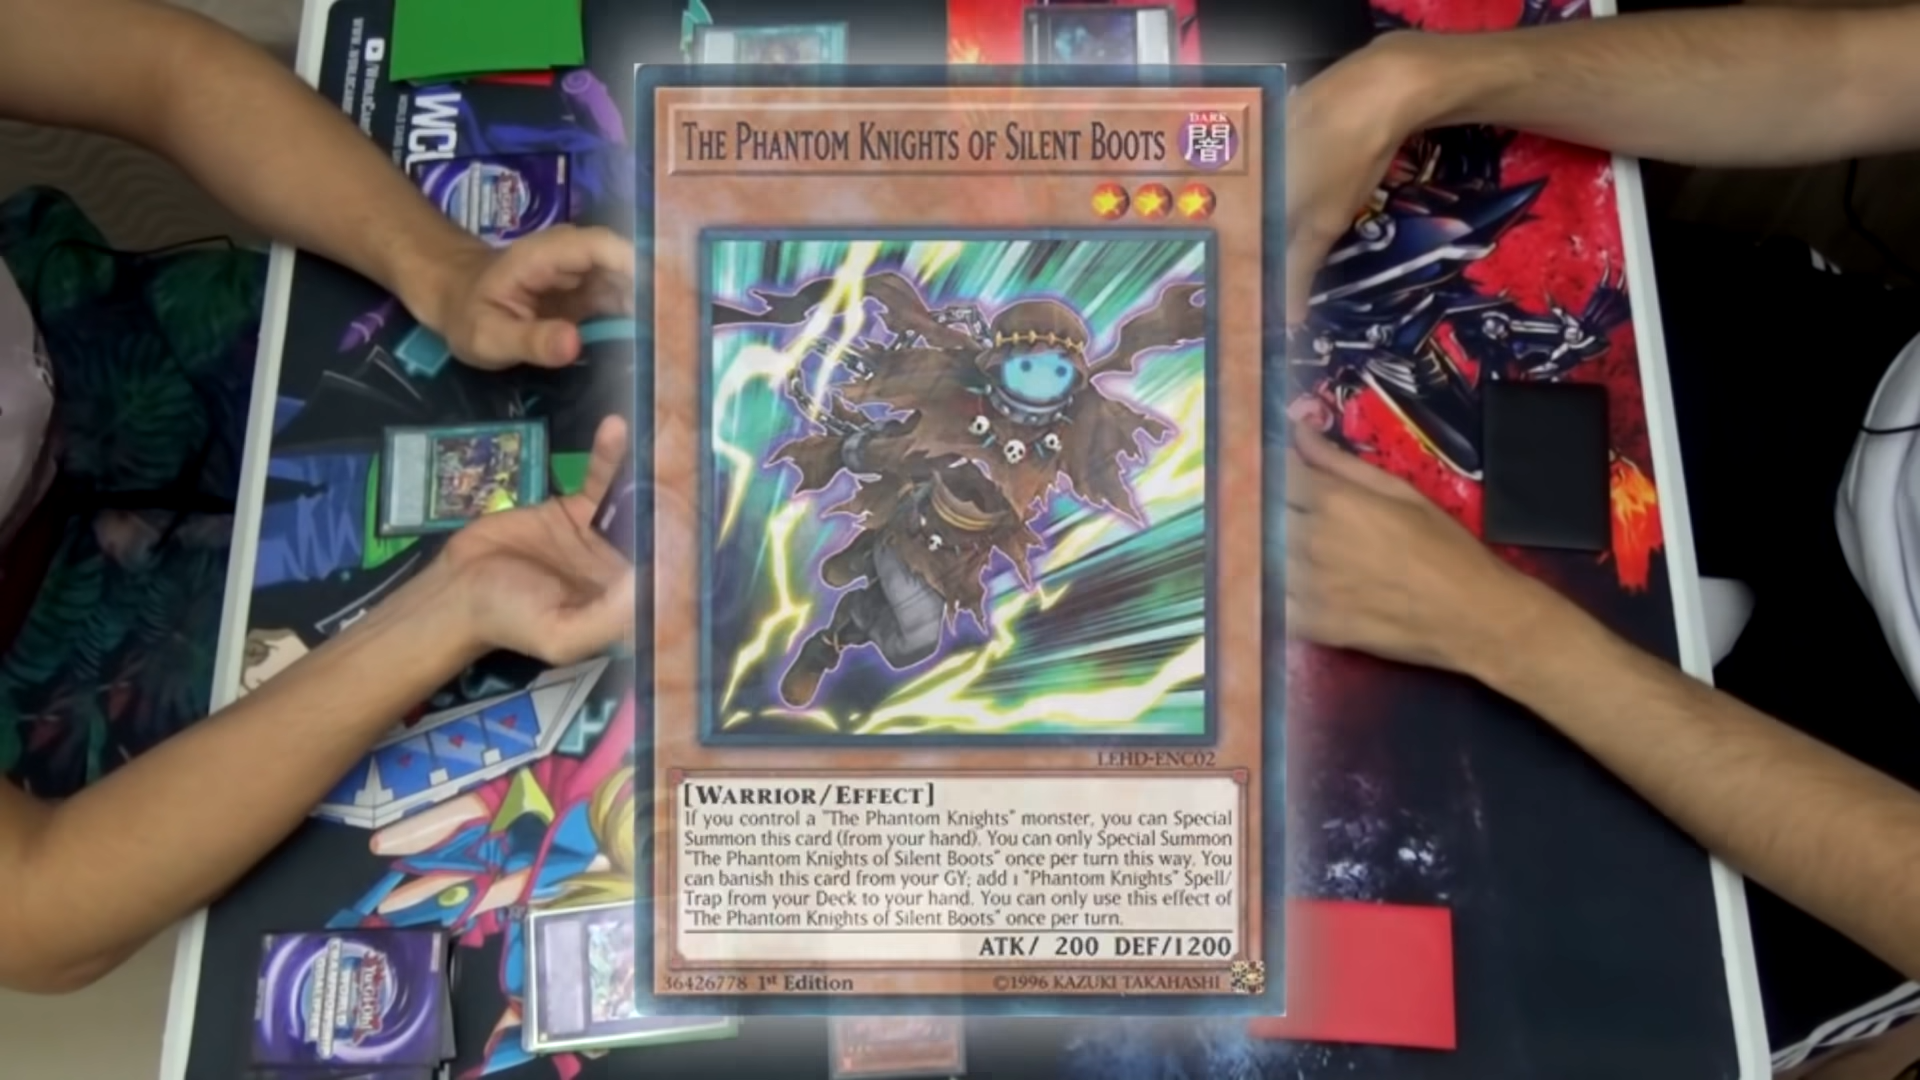 THE PHANTOM KNIGHTS OF SILENT BOOTS
DARK
闇
LEHD-ENC02
[WARRIOR/EFFECT]
If you control a "The Phantom Knights" monster, you can Special
Summon this card (from your hand). You can only Special Summon
"The Phantom Knights of Silent Boots" once per turn this way. You
can banish this card from your GY; add 1 "Phantom Knights" Spell/
Trap from your Deck to your hand. You can only use this effect of
"The Phantom Knights of Silent Boots" once per turn.
ATK/ 200 DEF/1200
36426778 1st Edition
©1996 KAZUKI TAKAHASHI